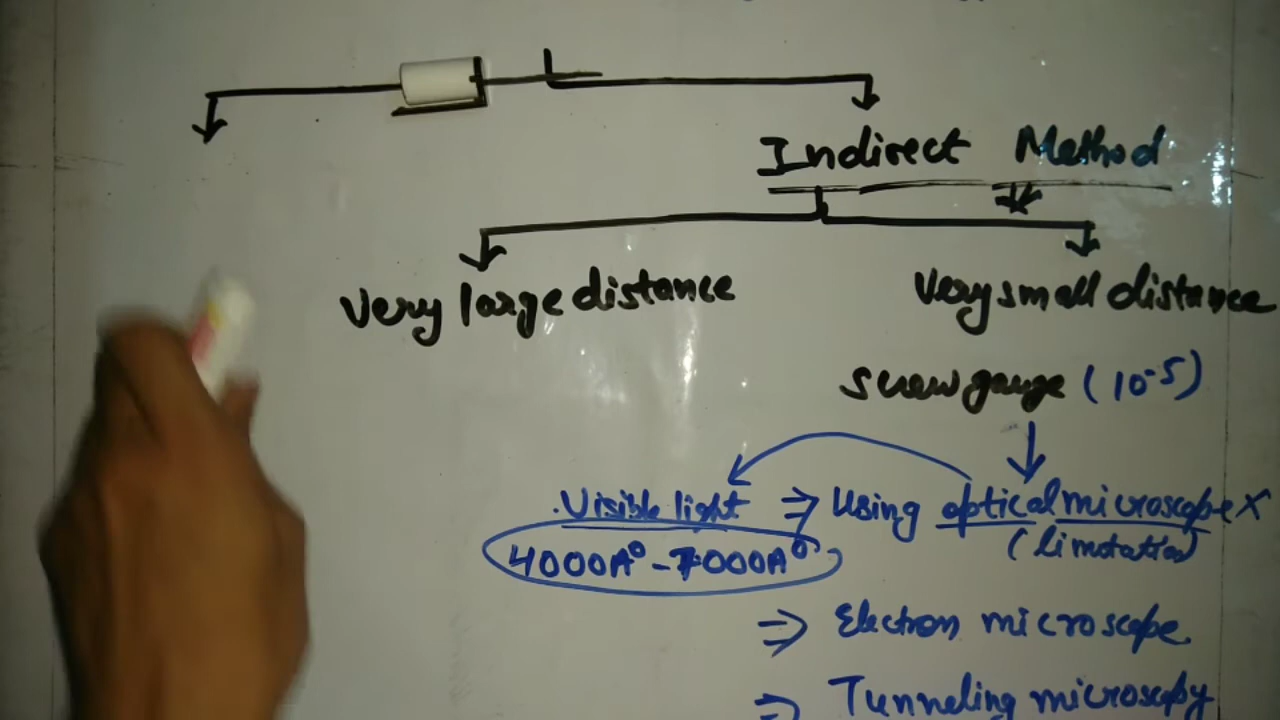 Indirect Method
Very large distance
Very small distance
Screw gauge (10-5)
Visible light ⇒ Using optical microscope X
(limitation)
4000A° - 7000A°
⇒ Electron microscope
⇒ Tunneling microscopy